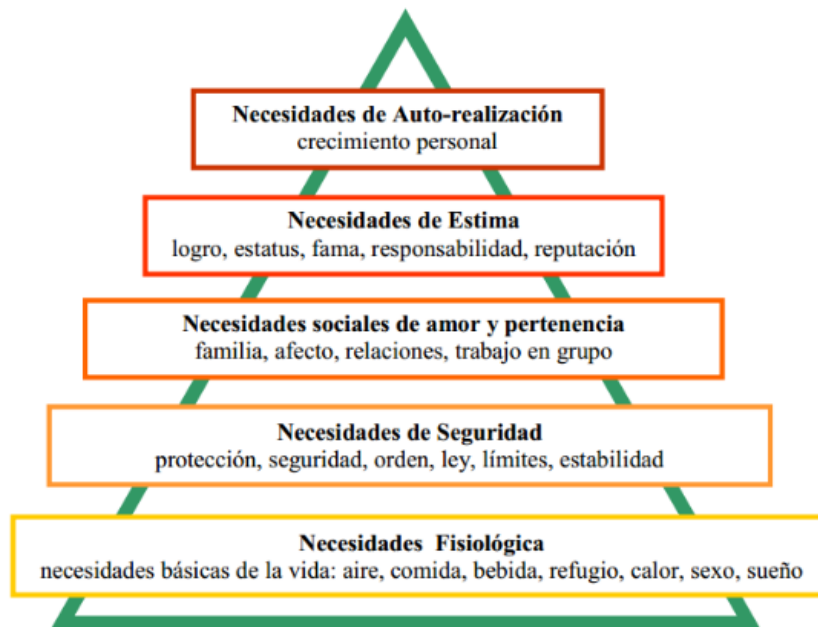 Necesidades de Auto-realización
crecimiento personal
Necesidades de Estima
logro, estatus, fama, responsabilidad, reputación
Necesidades sociales de amor y pertenencia
familia, afecto, relaciones, trabajo en grupo
Necesidades de Seguridad
protección, seguridad, orden, ley, límites, estabilidad
Necesidades Fisiológica
necesidades básicas de la vida: aire, comida, bebida, refugio, calor, sexo, sueño